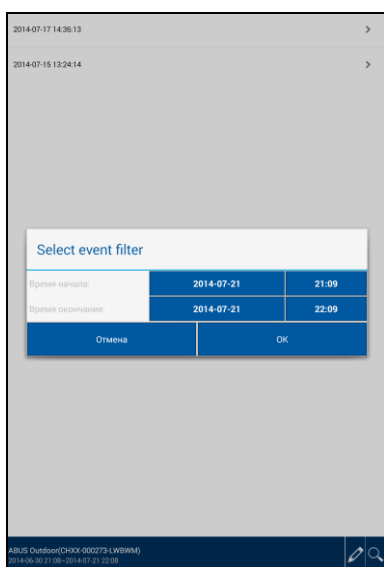 2014-07-17 14:36:13
2014-07-15 13:24:14
Select event filter
Время начала: 2014-07-21 21:09
Время окончания: 2014-07-21 22:09
Отмена OK
ABUS Outdoor(CHXX-000273-LWBWM)
2014-06-30 21:08~2014-07-21 22:08